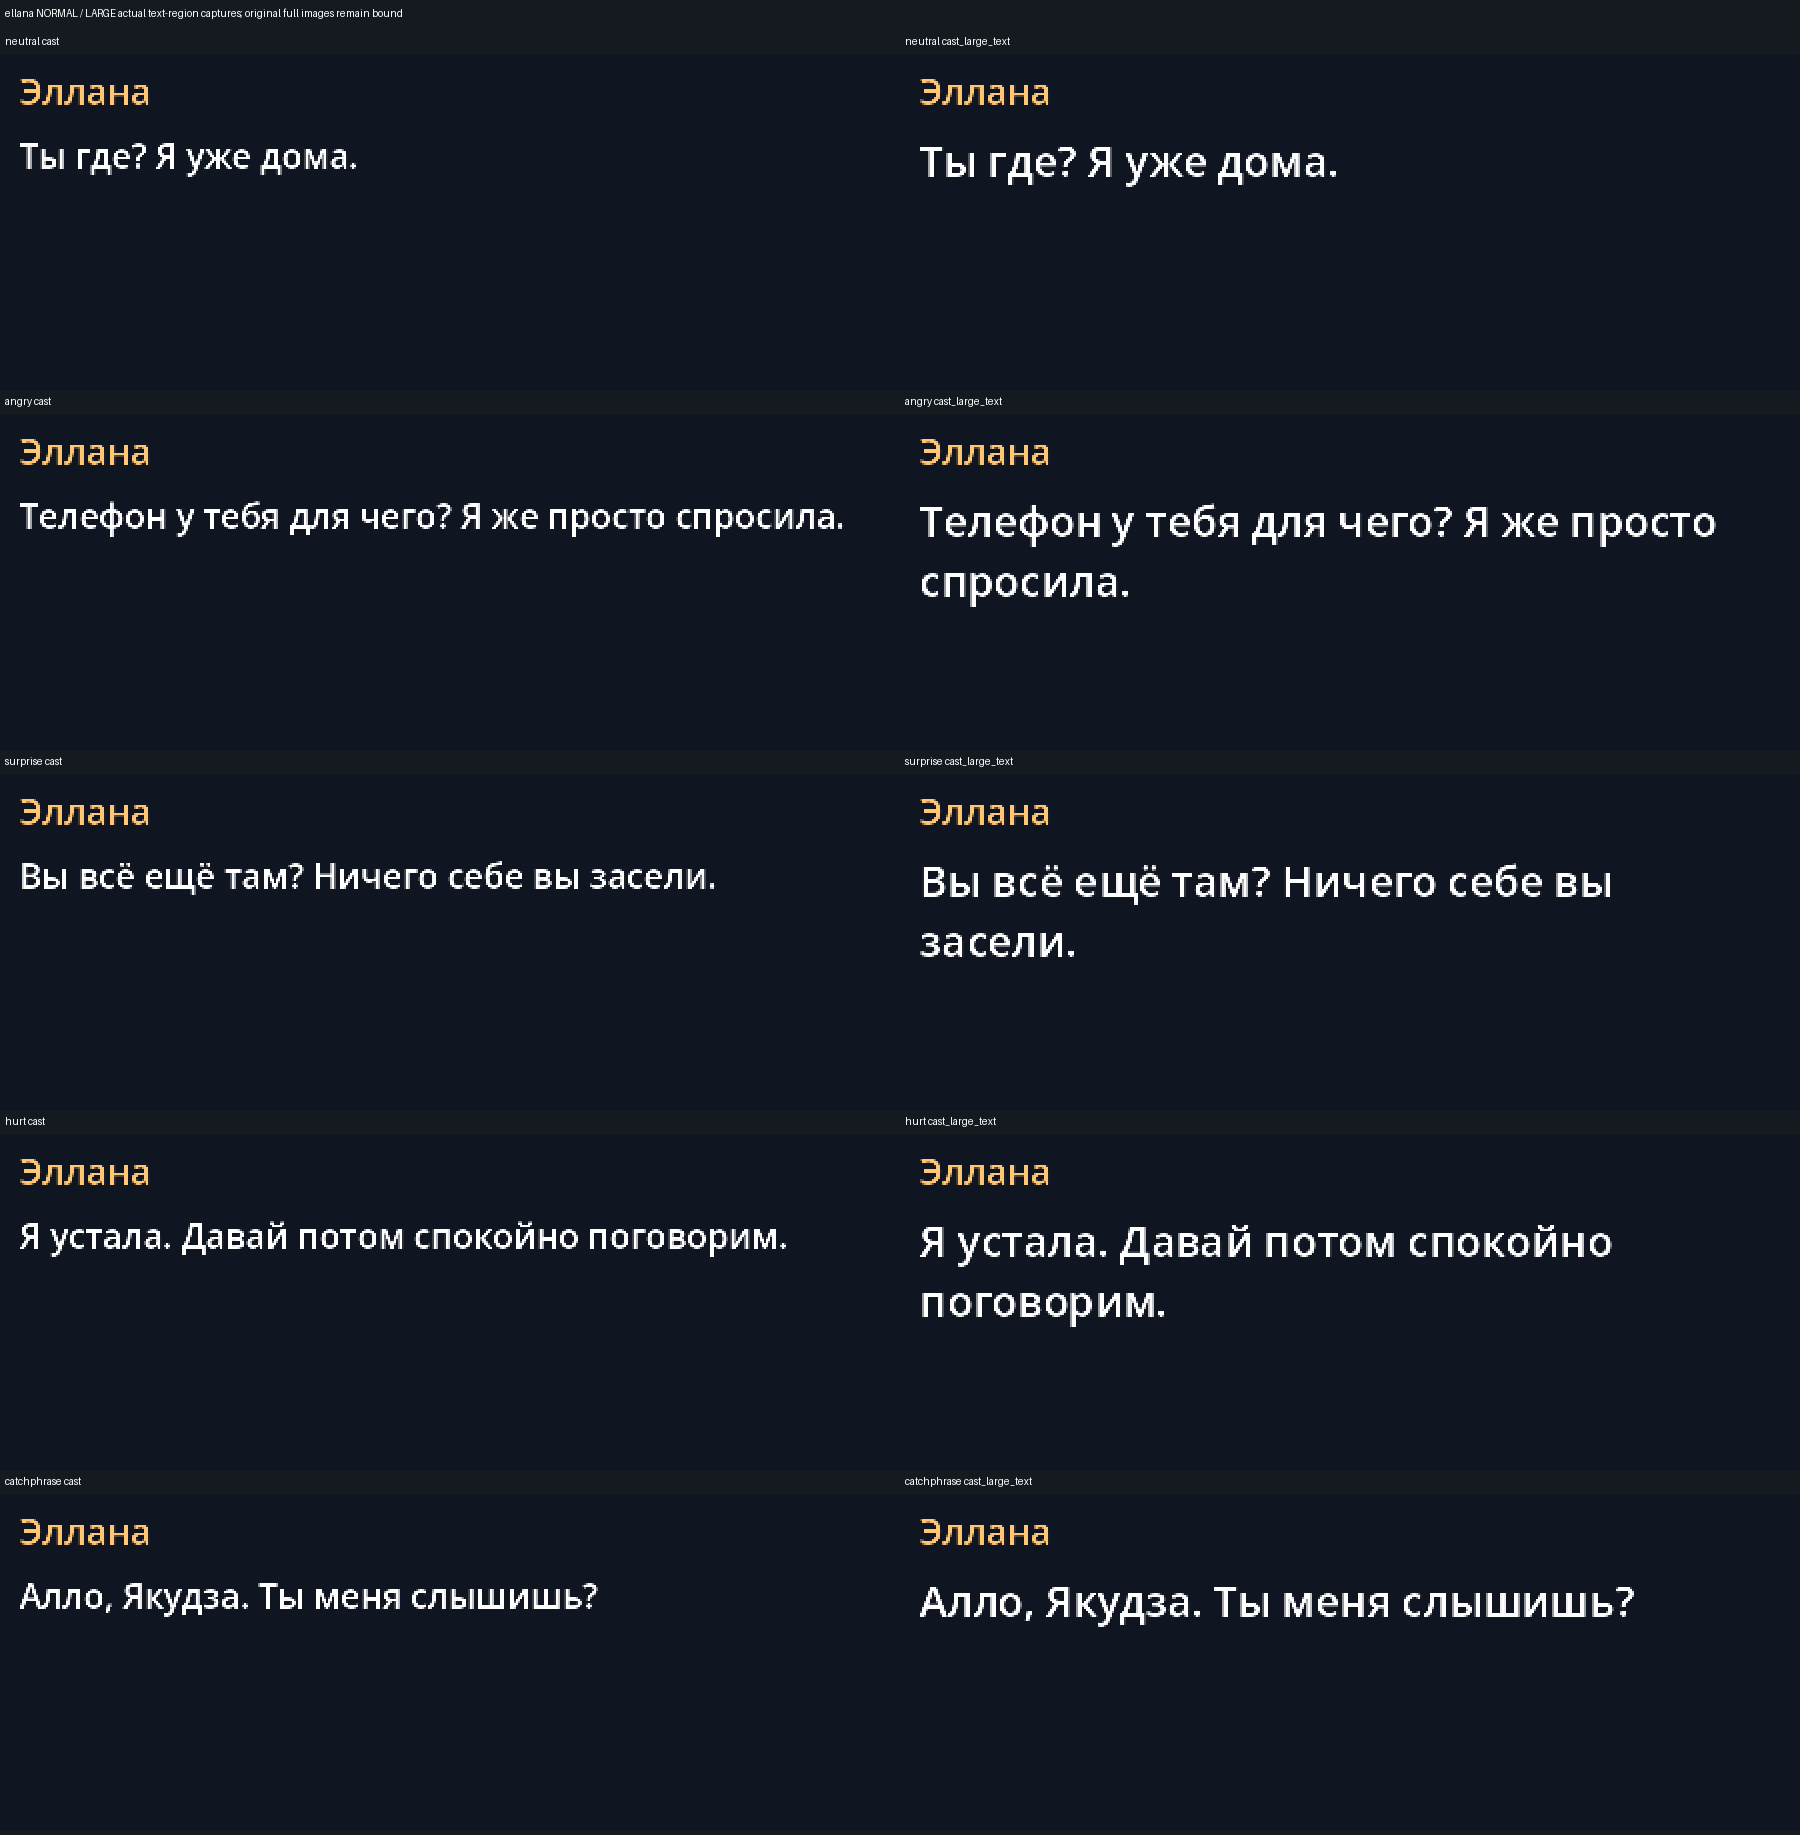 ellana NORMAL / LARGE actual text-region captures; original full images remain bound
neutral cast
Эллана
Ты где? Я уже дома.
neutral cast_large_text
Эллана
Ты где? Я уже дома.
angry cast
Эллана
Телефон у тебя для чего? Я же просто спросила.
angry cast_large_text
Эллана
Телефон у тебя для чего? Я же просто
спросила.
surprise cast
Эллана
Вы всё ещё там? Ничего себе вы засели.
surprise cast_large_text
Эллана
Вы всё ещё там? Ничего себе вы
засели.
hurt cast
Эллана
Я устала. Давай потом спокойно поговорим.
hurt cast_large_text
Эллана
Я устала. Давай потом спокойно
поговорим.
catchphrase cast
Эллана
Алло, Якудза. Ты меня слышишь?
catchphrase cast_large_text
Эллана
Алло, Якудза. Ты меня слышишь?